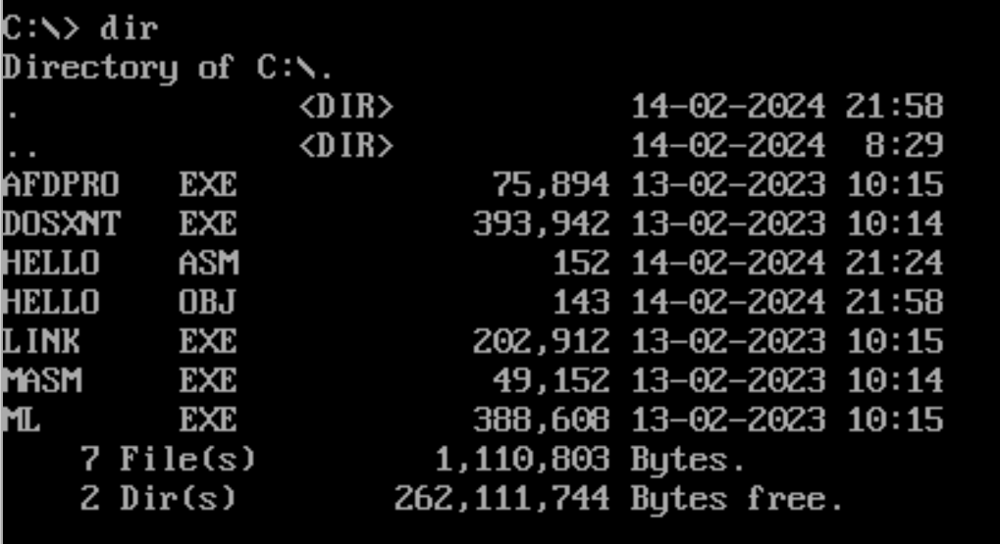 C:\> dir
Directory of C:\.
.              <DIR>            14-02-2024 21:58
..             <DIR>            14-02-2024  8:29
AFDPRO   EXE             75,894 13-02-2023 10:15
DOSXNT   EXE            393,942 13-02-2023 10:14
HELLO    ASM                152 14-02-2024 21:24
HELLO    OBJ                143 14-02-2024 21:58
LINK     EXE            202,912 13-02-2023 10:15
MASM     EXE             49,152 13-02-2023 10:14
ML       EXE            388,608 13-02-2023 10:15
    7 File(s)         1,110,803 Bytes.
    2 Dir(s)        262,111,744 Bytes free.